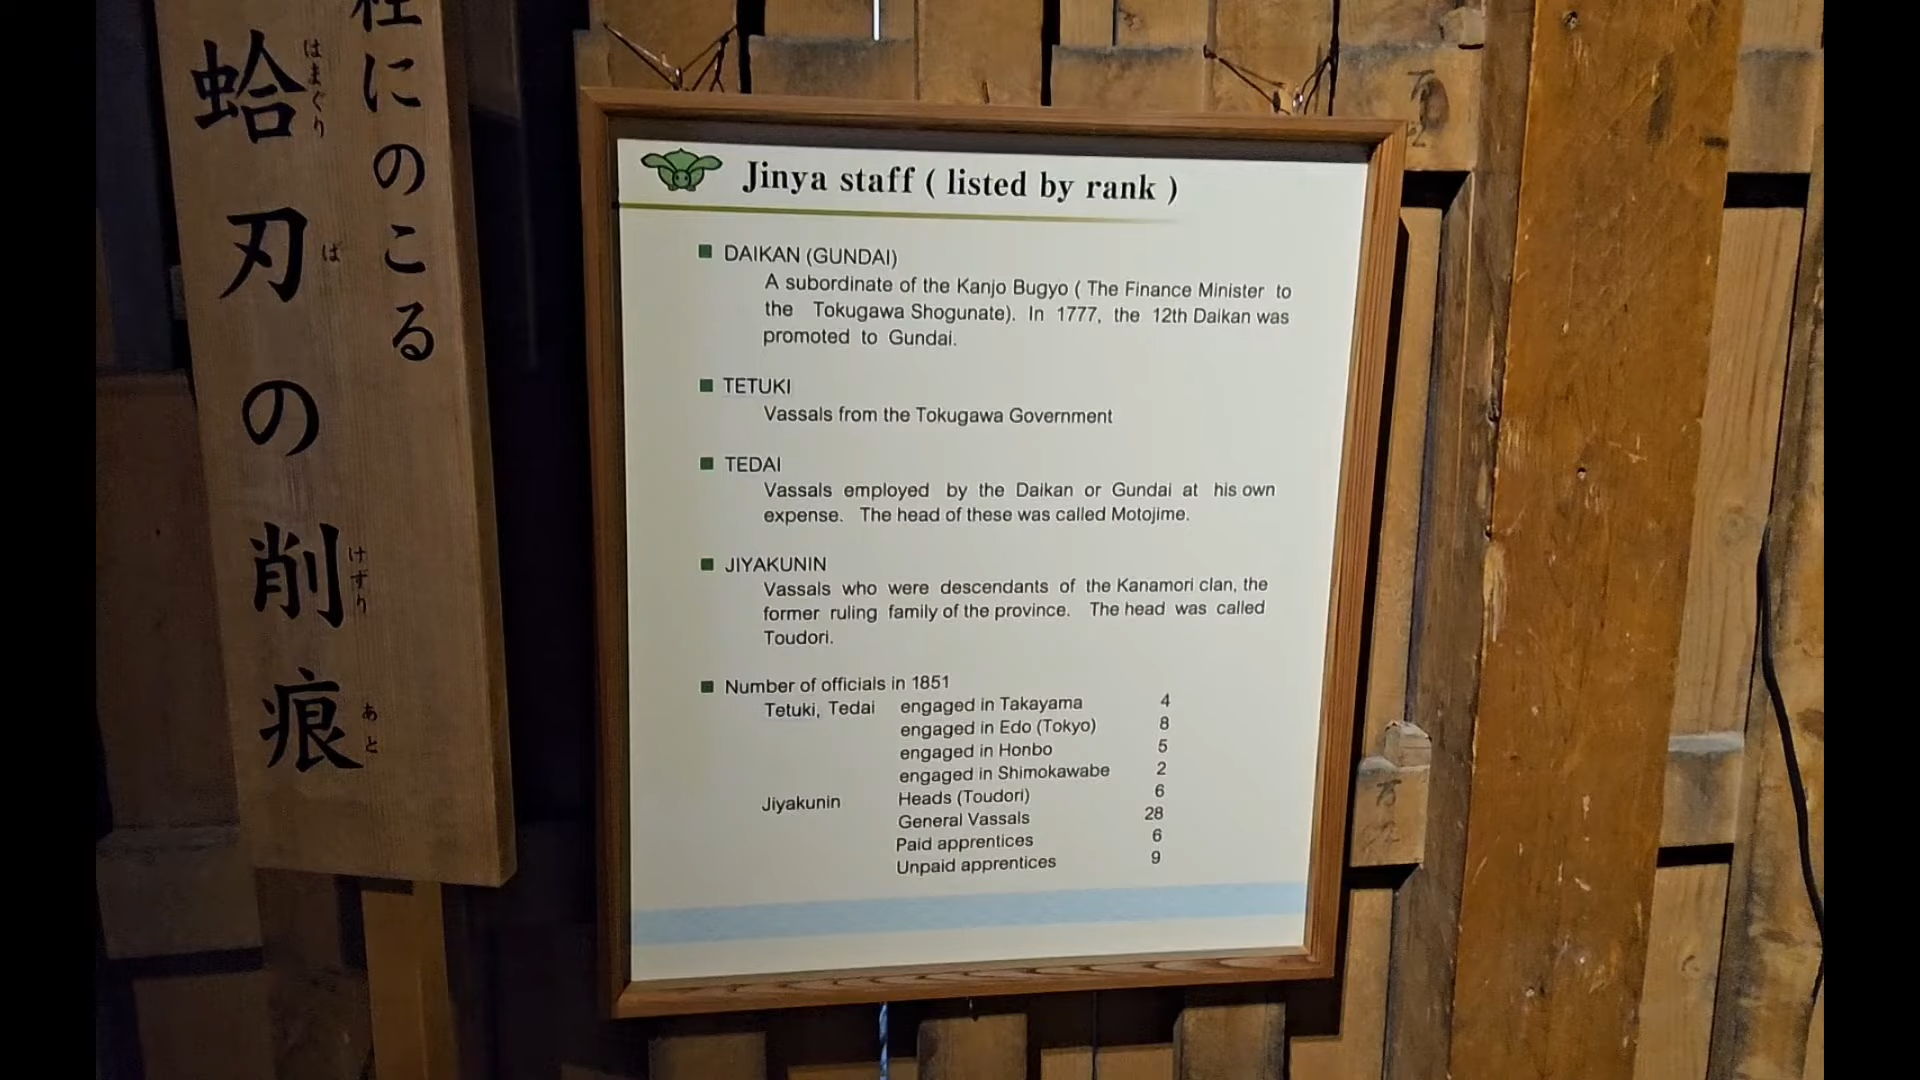 柱にのこる
蛤刃の削痕
はまぐり
ば
けずり
あと
Jinya staff ( listed by rank )
■ DAIKAN (GUNDAI)
A subordinate of the Kanjo Bugyo ( The Finance Minister to
the Tokugawa Shogunate). In 1777, the 12th Daikan was
promoted to Gundai.
■ TETUKI
Vassals from the Tokugawa Government
■ TEDAI
Vassals employed by the Daikan or Gundai at his own
expense. The head of these was called Motojime.
■ JIYAKUNIN
Vassals who were descendants of the Kanamori clan, the
former ruling family of the province. The head was called
Toudori.
■ Number of officials in 1851
Tetuki, Tedai engaged in Takayama 4
engaged in Edo (Tokyo) 8
engaged in Honbo 5
engaged in Shimokawabe 2
Jiyakunin Heads (Toudori) 6
General Vassals 28
Paid apprentices 6
Unpaid apprentices 9